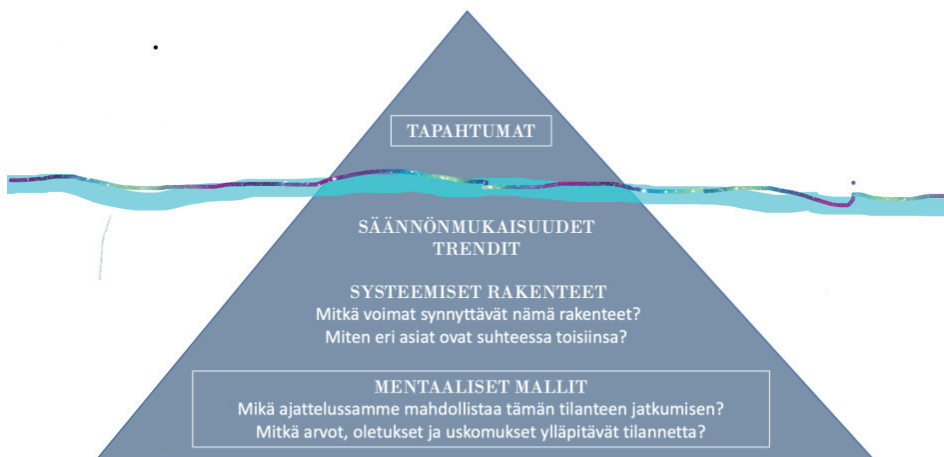 TAPAHTUMAT
SÄÄNNÖNMUKAISUUDET
TRENDIT
SYSTEEMISET RAKENTEET
Mitkä voimat synnyttävät nämä rakenteet?
Miten eri asiat ovat suhteessa toisiinsa?
MENTAALISET MALLIT
Mikä ajattelussamme mahdollistaa tämän tilanteen jatkumisen?
Mitkä arvot, oletukset ja uskomukset ylläpitävät tilannetta?